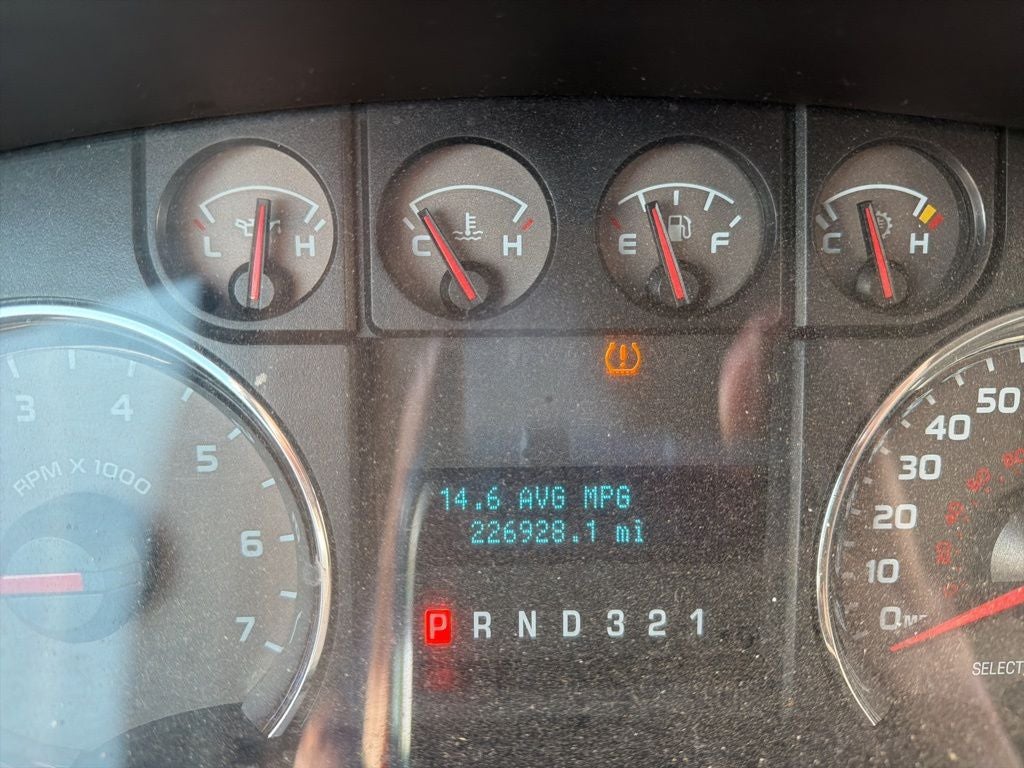 L H
C H
E F
C H
3 4 5 6 7
RPM X 1000
14.6 AVG MPG
226928.1 mi
P R N D 3 2 1
50
40
30
20
10
0
SELECT